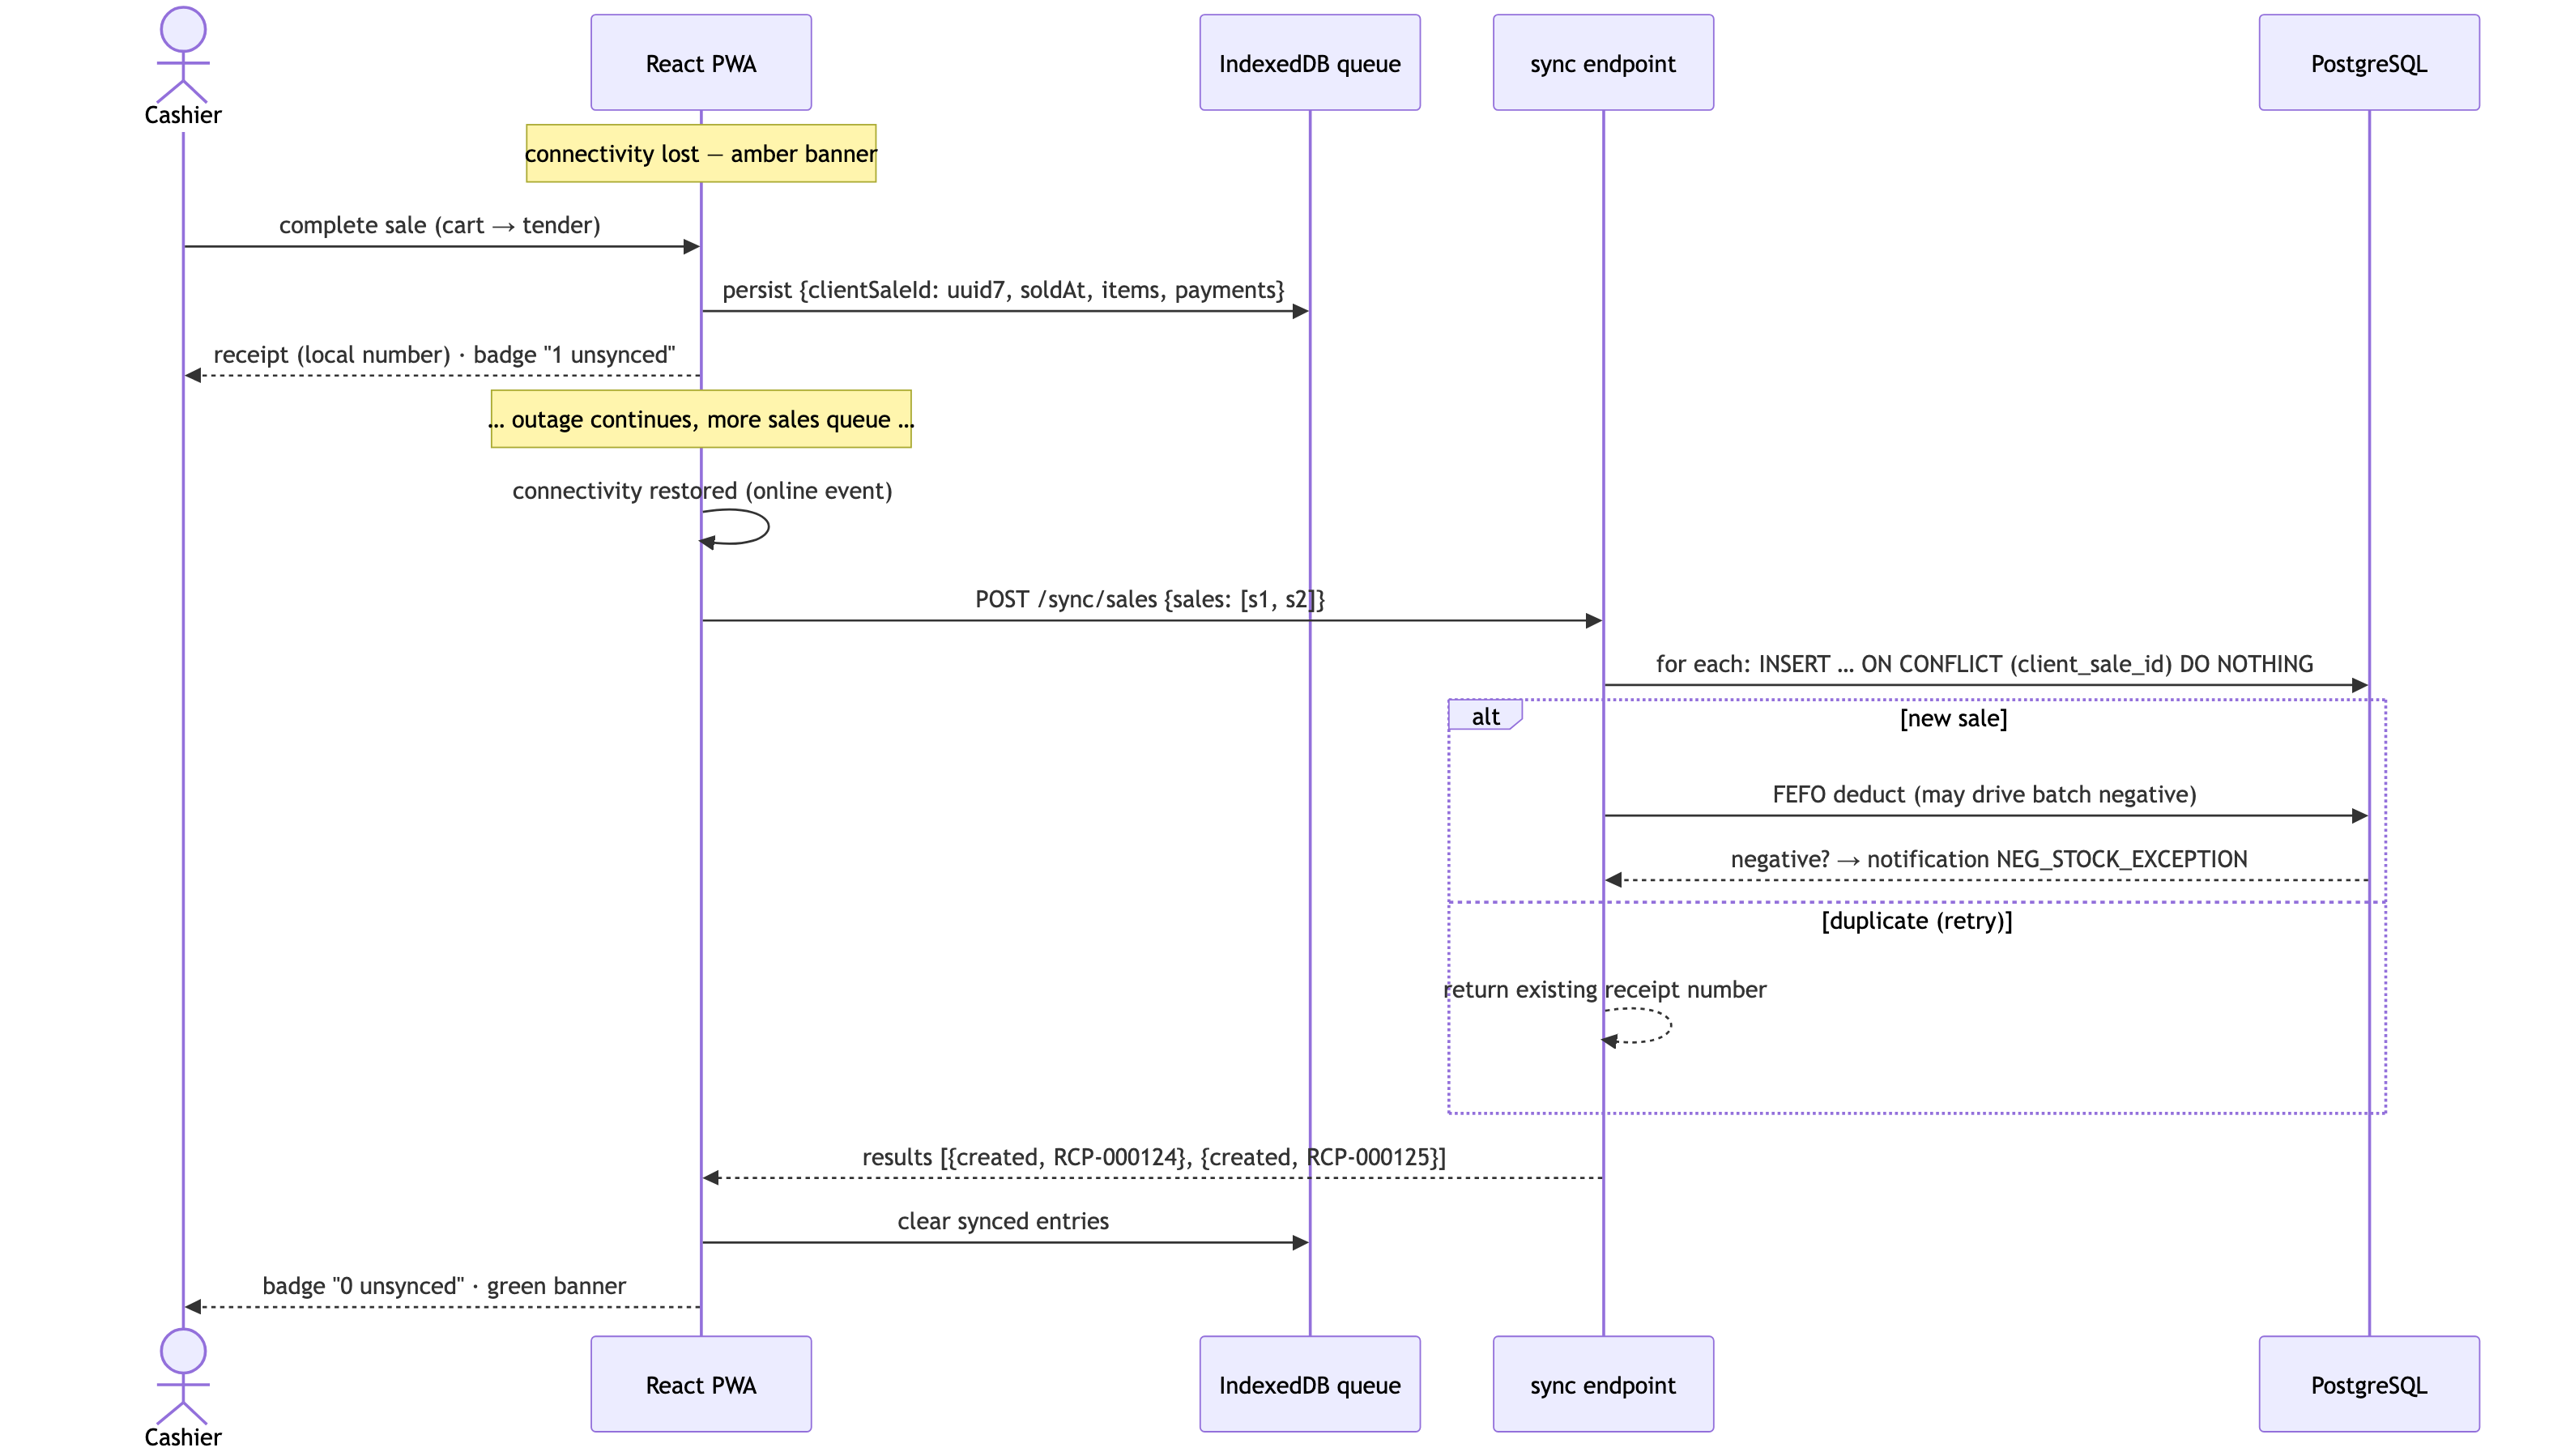 Cashier
React PWA
IndexedDB queue
sync endpoint
PostgreSQL
connectivity lost — amber banner
complete sale (cart → tender)
persist {clientSaleId: uuid7, soldAt, items, payments}
receipt (local number) · badge "1 unsynced"
... outage continues, more sales queue ...
connectivity restored (online event)
POST /sync/sales {sales: [s1, s2]}
for each: INSERT ... ON CONFLICT (client_sale_id) DO NOTHING
alt
[new sale]
FEFO deduct (may drive batch negative)
negative? → notification NEG_STOCK_EXCEPTION
[duplicate (retry)]
return existing receipt number
results [{created, RCP-000124}, {created, RCP-000125}]
clear synced entries
badge "0 unsynced" · green banner
Cashier
React PWA
IndexedDB queue
sync endpoint
PostgreSQL